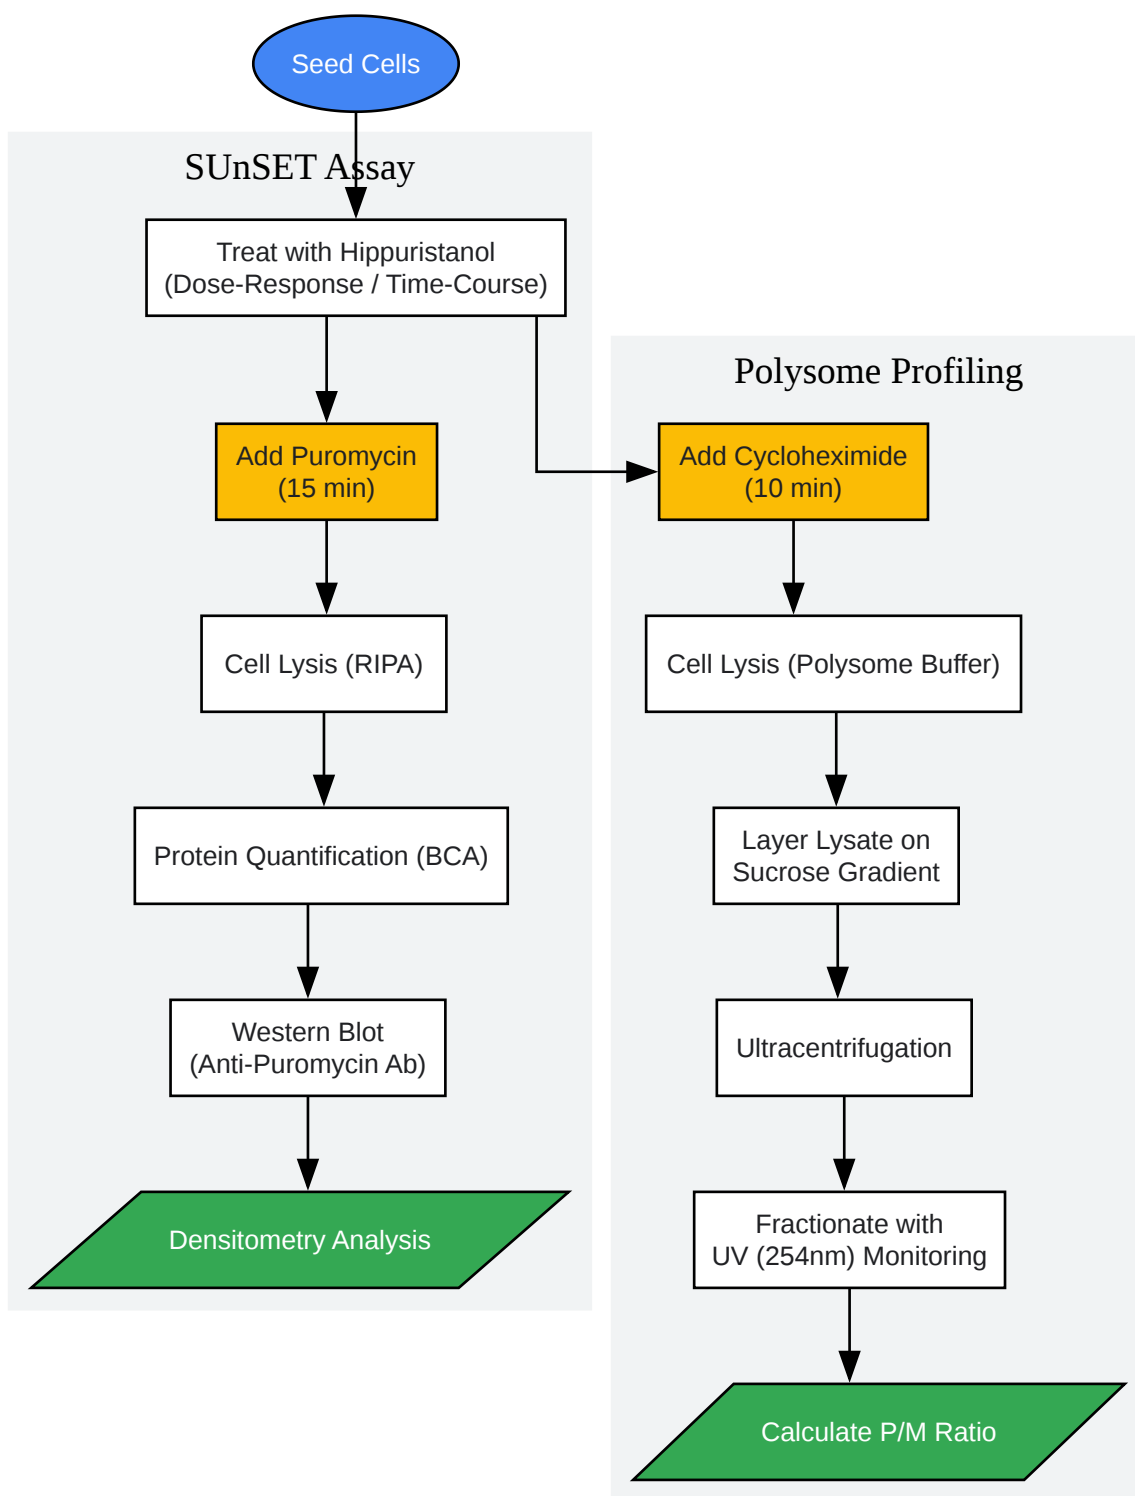 Seed Cells
SUnSET Assay
Treat with Hippuristanol
(Dose-Response / Time-Course)
Add Puromycin
(15 min)
Cell Lysis (RIPA)
Protein Quantification (BCA)
Western Blot
(Anti-Puromycin Ab)
Densitometry Analysis
Polysome Profiling
Add Cycloheximide
(10 min)
Cell Lysis (Polysome Buffer)
Layer Lysate on
Sucrose Gradient
Ultracentrifugation
Fractionate with
UV (254nm) Monitoring
Calculate P/M Ratio